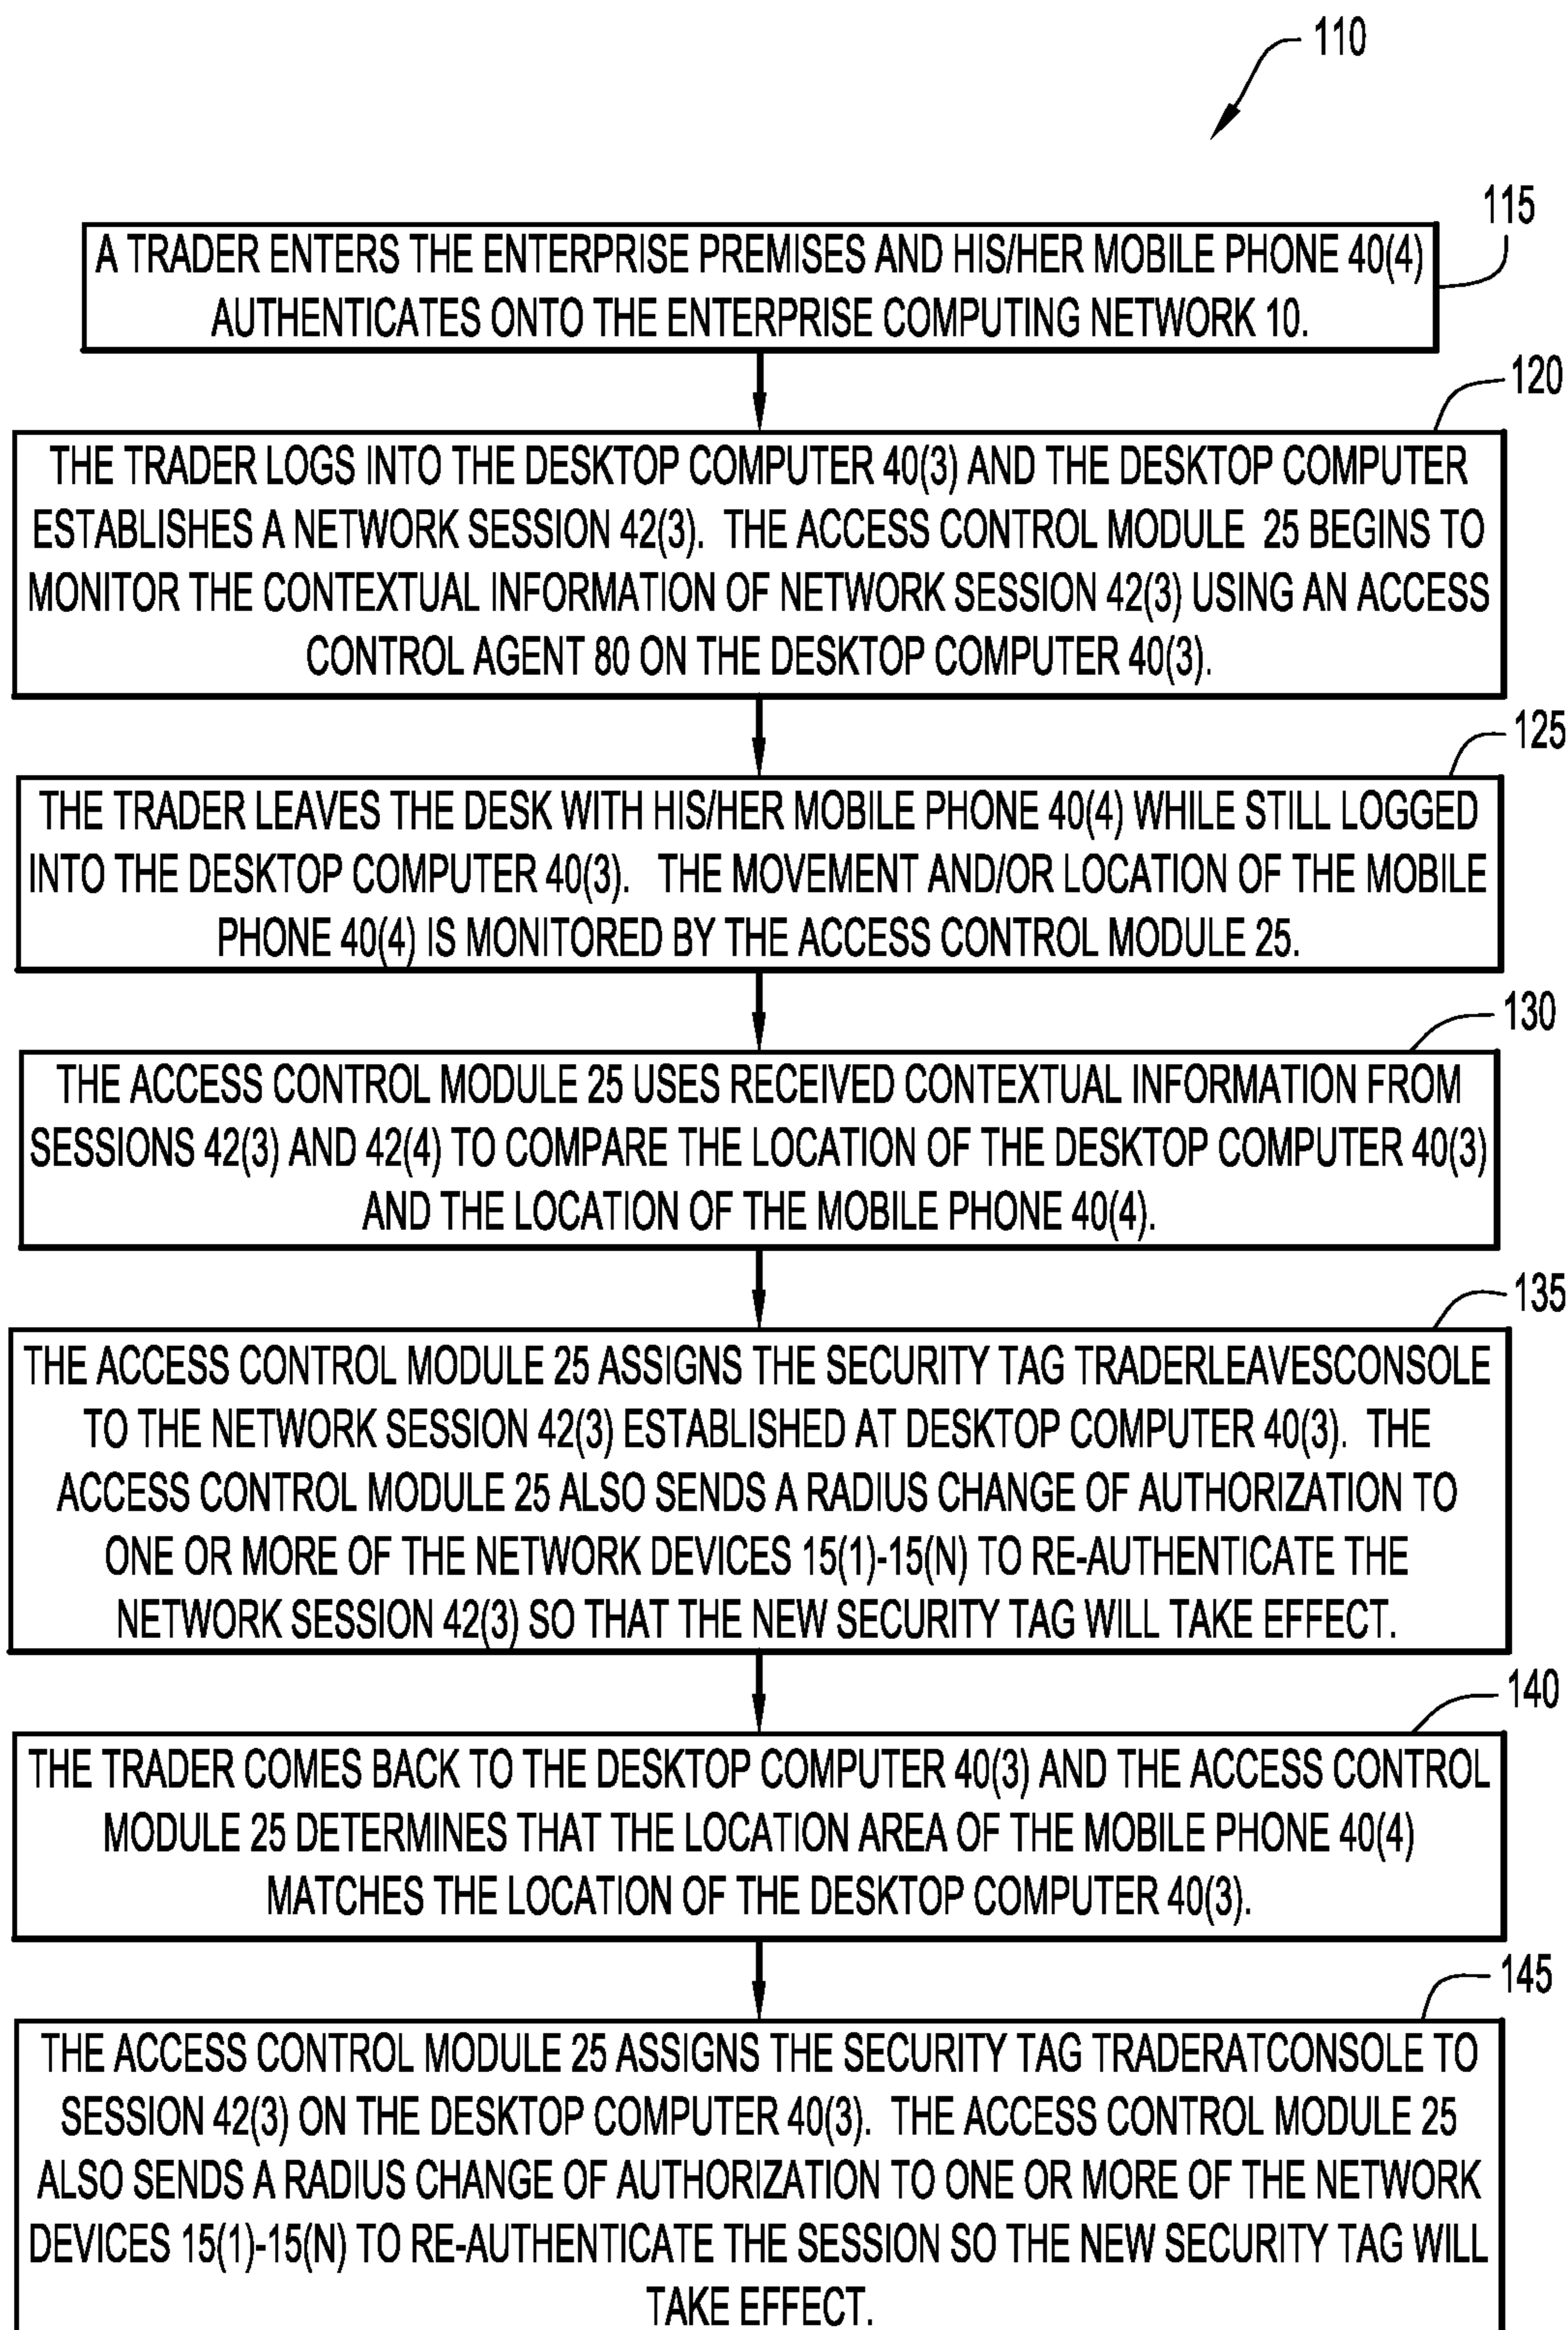 110
115
A TRADER ENTERS THE ENTERPRISE PREMISES AND HIS/HER MOBILE PHONE 40(4)
AUTHENTICATES ONTO THE ENTERPRISE COMPUTING NETWORK 10.
120
THE TRADER LOGS INTO THE DESKTOP COMPUTER 40(3) AND THE DESKTOP COMPUTER
ESTABLISHES A NETWORK SESSION 42(3). THE ACCESS CONTROL MODULE 25 BEGINS TO
MONITOR THE CONTEXTUAL INFORMATION OF NETWORK SESSION 42(3) USING AN ACCESS
CONTROL AGENT 80 ON THE DESKTOP COMPUTER 40(3).
125
THE TRADER LEAVES THE DESK WITH HIS/HER MOBILE PHONE 40(4) WHILE STILL LOGGED
INTO THE DESKTOP COMPUTER 40(3). THE MOVEMENT AND/OR LOCATION OF THE MOBILE
PHONE 40(4) IS MONITORED BY THE ACCESS CONTROL MODULE 25.
130
THE ACCESS CONTROL MODULE 25 USES RECEIVED CONTEXTUAL INFORMATION FROM
SESSIONS 42(3) AND 42(4) TO COMPARE THE LOCATION OF THE DESKTOP COMPUTER 40(3)
AND THE LOCATION OF THE MOBILE PHONE 40(4).
135
THE ACCESS CONTROL MODULE 25 ASSIGNS THE SECURITY TAG TRADERLEAVESCONSOLE
TO THE NETWORK SESSION 42(3) ESTABLISHED AT DESKTOP COMPUTER 40(3). THE
ACCESS CONTROL MODULE 25 ALSO SENDS A RADIUS CHANGE OF AUTHORIZATION TO
ONE OR MORE OF THE NETWORK DEVICES 15(1)-15(N) TO RE-AUTHENTICATE THE
NETWORK SESSION 42(3) SO THAT THE NEW SECURITY TAG WILL TAKE EFFECT.
140
THE TRADER COMES BACK TO THE DESKTOP COMPUTER 40(3) AND THE ACCESS CONTROL
MODULE 25 DETERMINES THAT THE LOCATION AREA OF THE MOBILE PHONE 40(4)
MATCHES THE LOCATION OF THE DESKTOP COMPUTER 40(3).
145
THE ACCESS CONTROL MODULE 25 ASSIGNS THE SECURITY TAG TRADERATCONSOLE TO
SESSION 42(3) ON THE DESKTOP COMPUTER 40(3). THE ACCESS CONTROL MODULE 25
ALSO SENDS A RADIUS CHANGE OF AUTHORIZATION TO ONE OR MORE OF THE NETWORK
DEVICES 15(1)-15(N) TO RE-AUTHENTICATE THE SESSION SO THE NEW SECURITY TAG WILL
TAKE EFFECT.